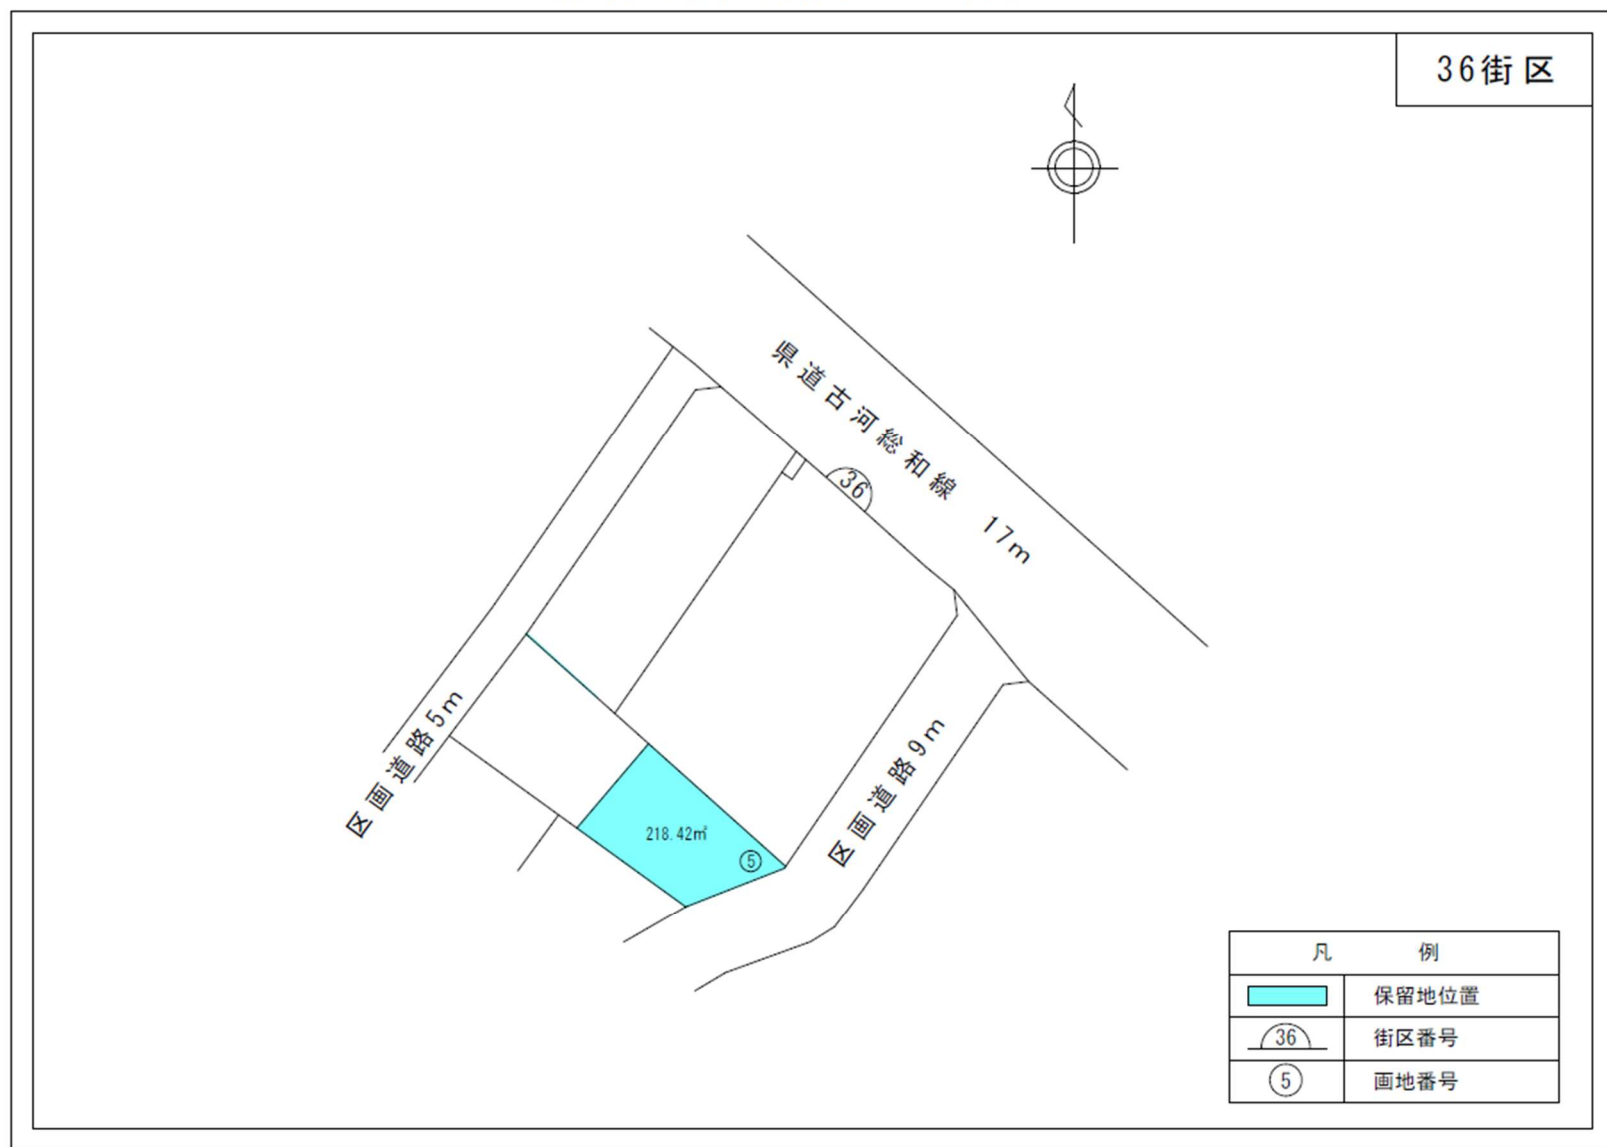 36街区
県道古河総和線 17m
36
区画道路5m
区画道路9m
218.42㎡
5
凡 例
保留地位置
36 街区番号
5 画地番号